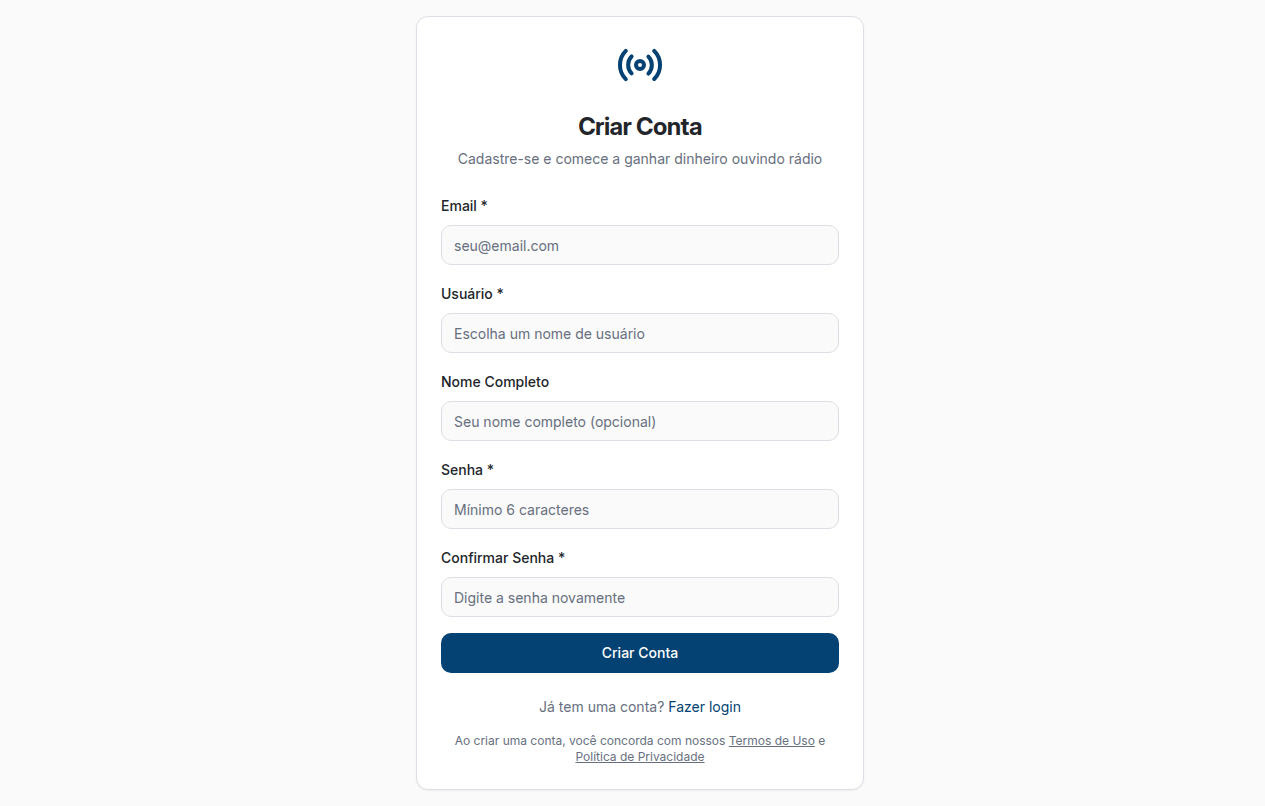 Criar Conta
Cadastre-se e comece a ganhar dinheiro ouvindo rádio
Email *
seu@email.com
Usuário *
Escolha um nome de usuário
Nome Completo
Seu nome completo (opcional)
Senha *
Mínimo 6 caracteres
Confirmar Senha *
Digite a senha novamente
Criar Conta
Já tem uma conta? Fazer login
Ao criar uma conta, você concorda com nossos Termos de Uso e
Política de Privacidade